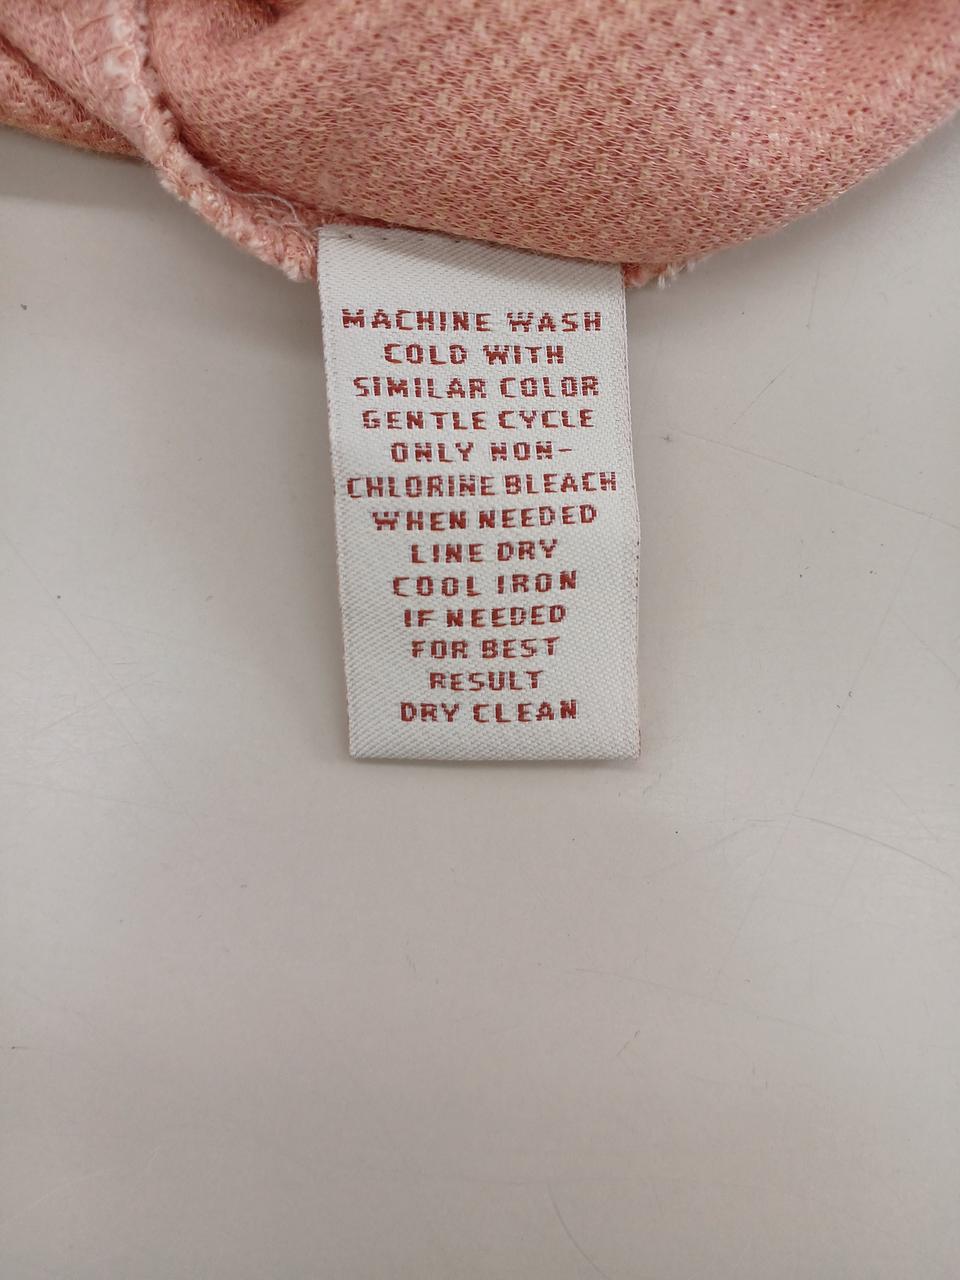 MACHINE WASH
COLD WITH
SIMILAR COLOR
GENTLE CYCLE
ONLY NON-
CHLORINE BLEACH
WHEN NEEDED
LINE DRY
COOL IRON
IF NEEDED
FOR BEST
RESULT
DRY CLEAN